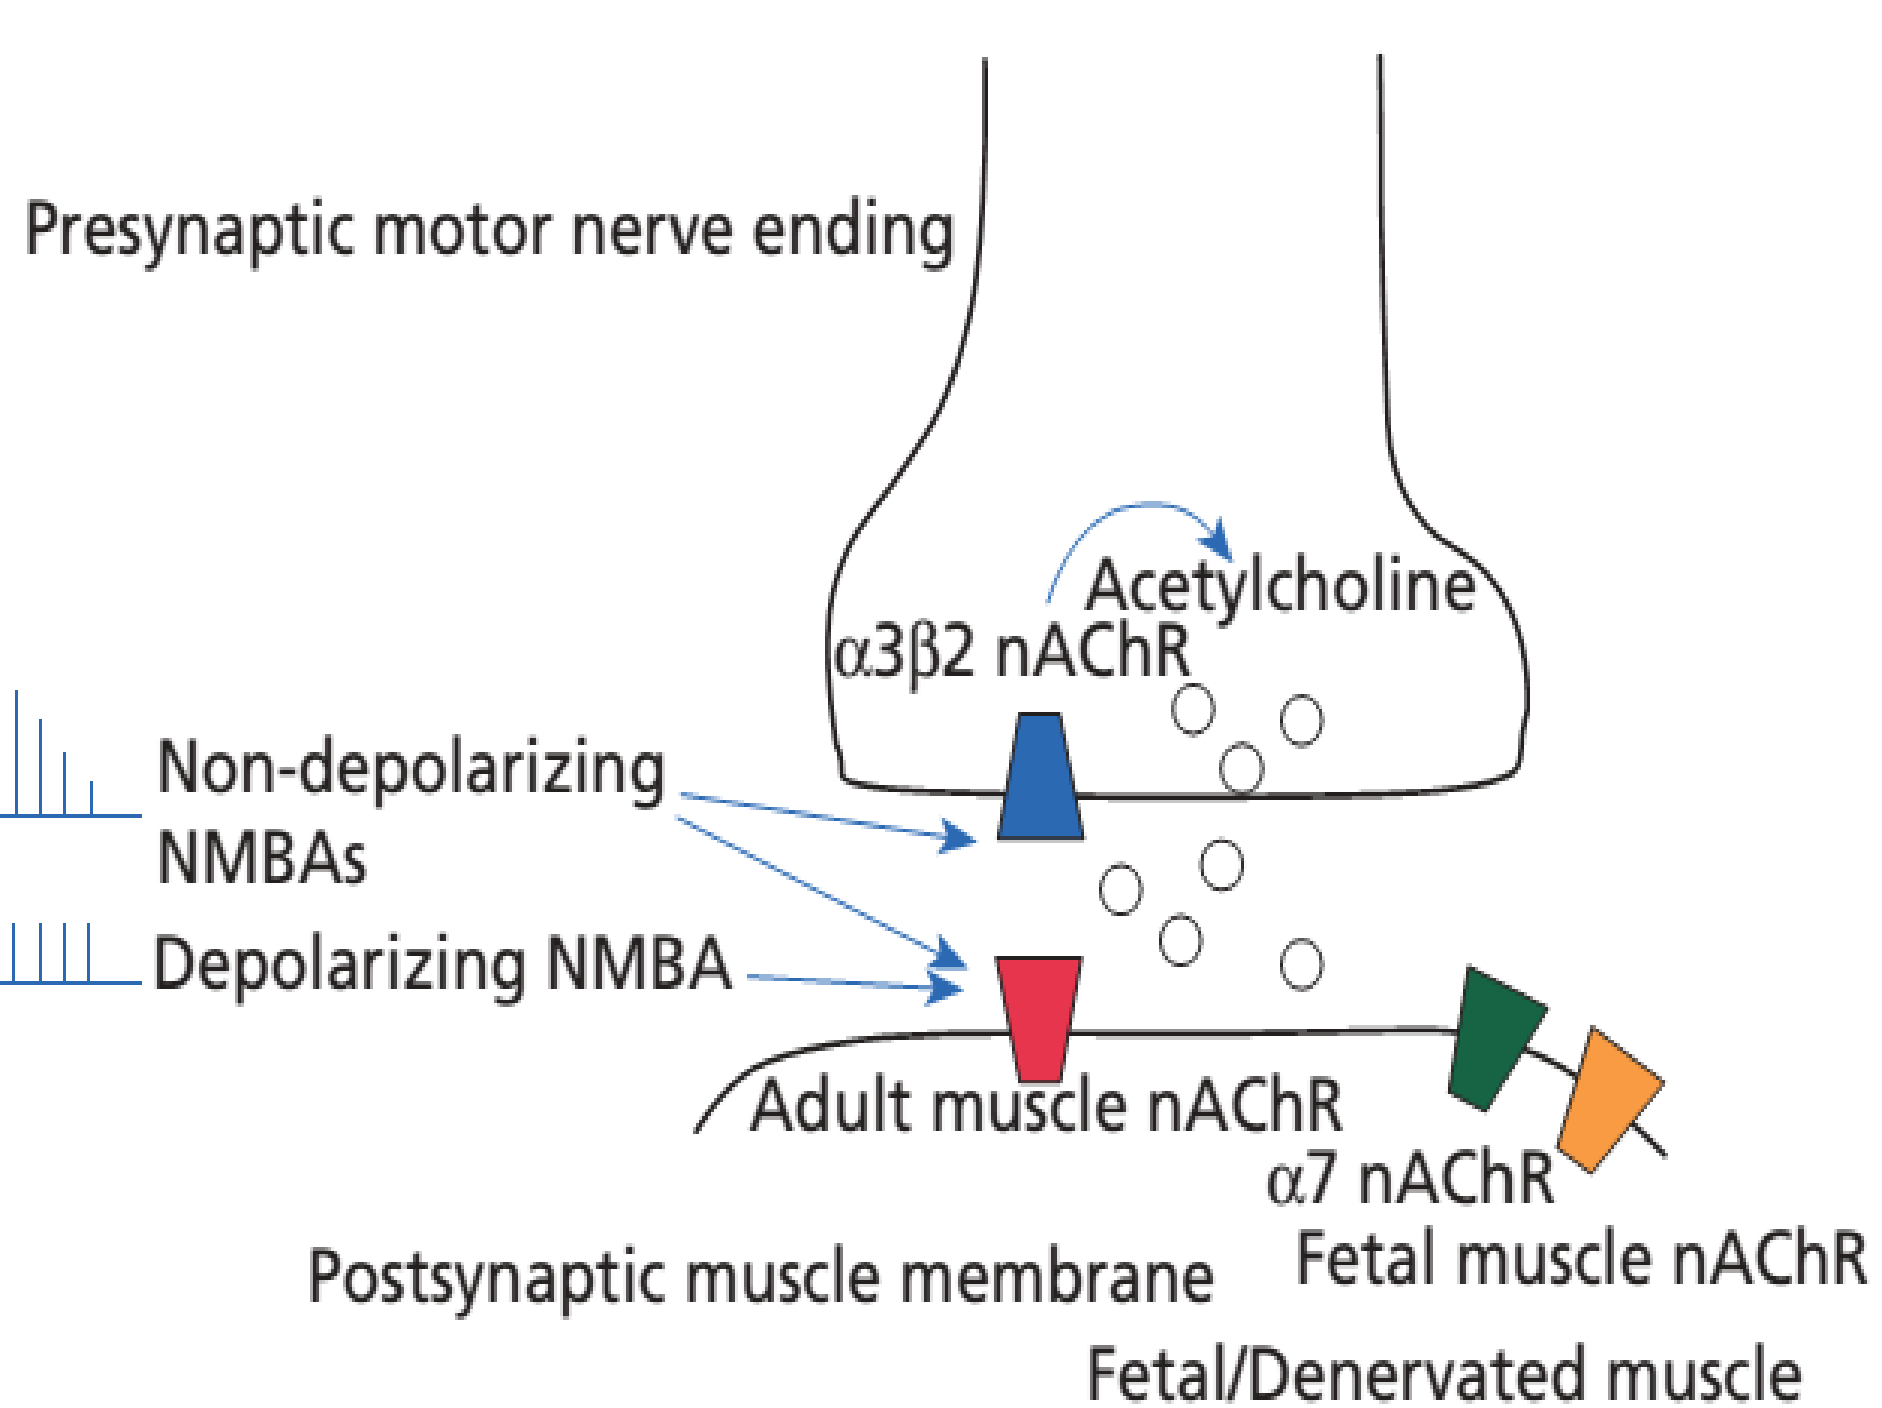 Presynaptic motor nerve ending
Acetylcholine
α3β2 nAChR
Non-depolarizing
NMBAs
Depolarizing NMBA
Adult muscle nAChR
α7 nAChR
Fetal muscle nAChR
Postsynaptic muscle membrane
Fetal/Denervated muscle